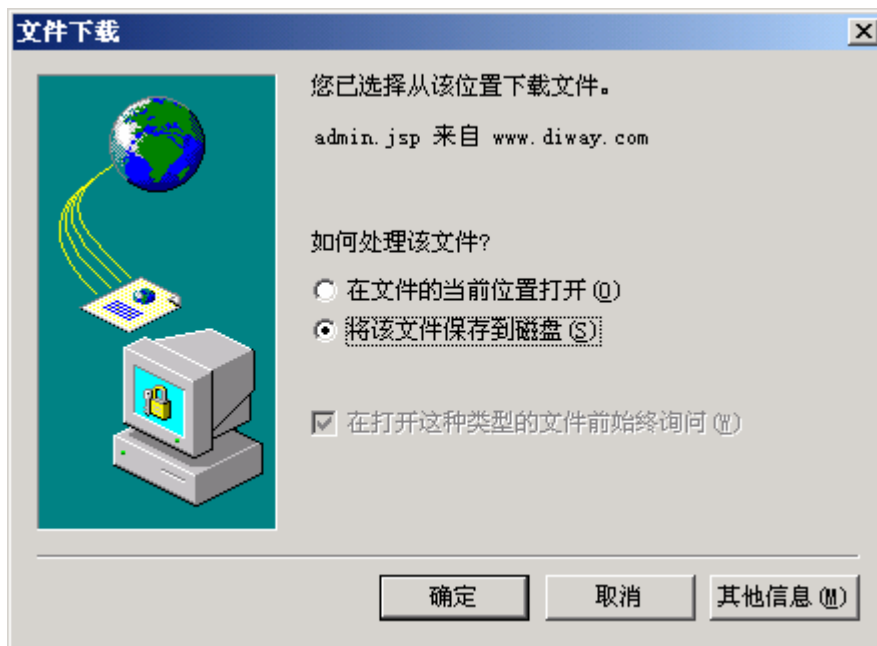 文件下载
您已选择从该位置下载文件。
admin.jsp 来自 www.diway.com
如何处理该文件?
在文件的当前位置打开(O)
将该文件保存到磁盘(S)
在打开这种类型的文件前始终询问(W)
确定
取消
其他信息(M)